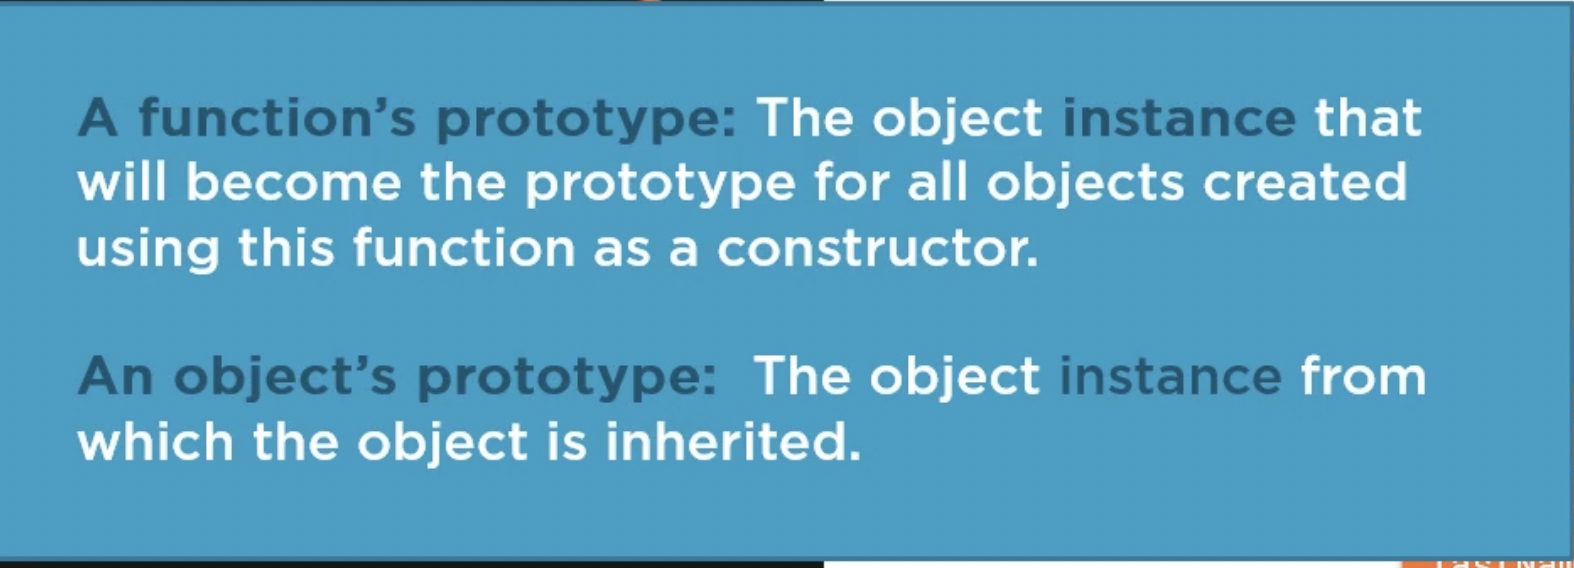 A function’s prototype: The object instance that
will become the prototype for all objects created
using this function as a constructor.
An object’s prototype: The object instance from
which the object is inherited.